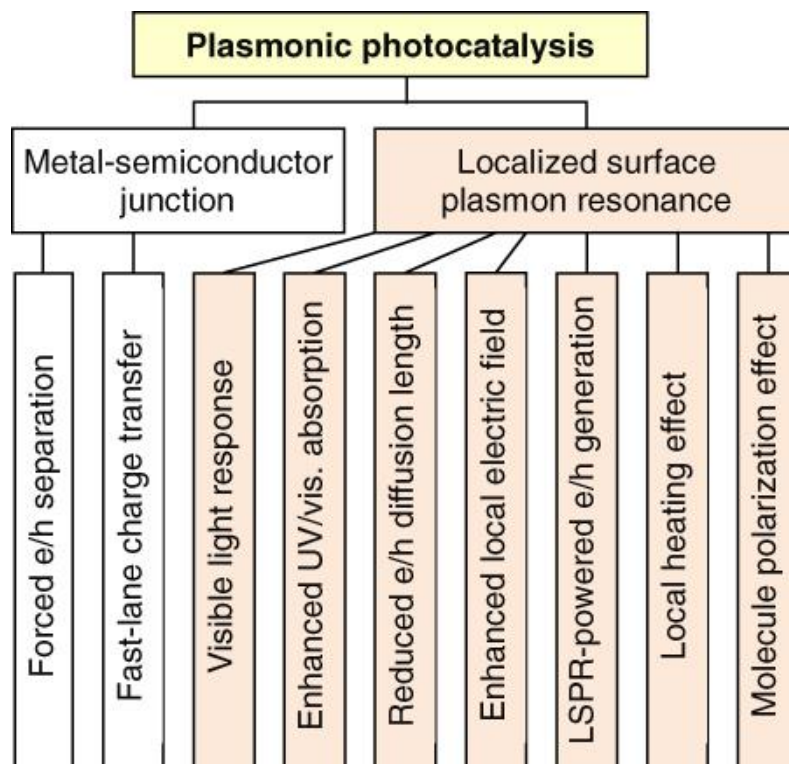 Plasmonic photocatalysis
Metal-semiconductor
junction
Localized surface
plasmon resonance
Forced e/h separation
Fast-lane charge transfer
Visible light response
Enhanced UV/vis. absorption
Reduced e/h diffusion length
Enhanced local electric field
LSPR-powered e/h generation
Local heating effect
Molecule polarization effect